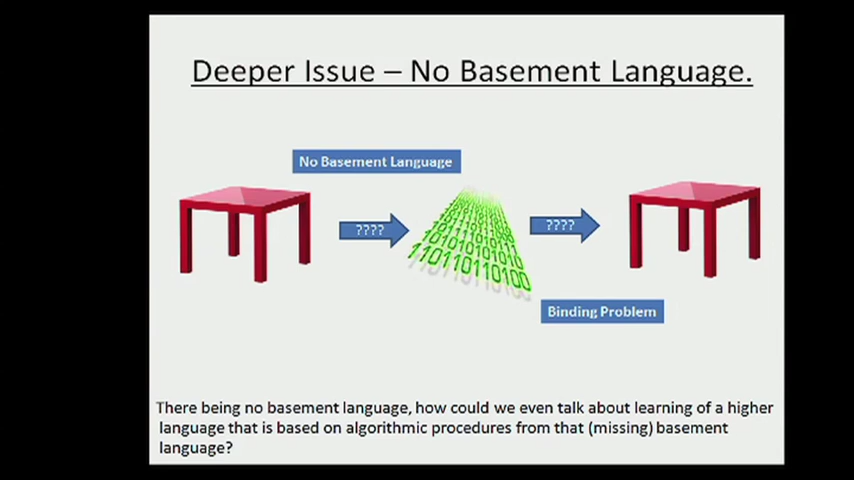 Deeper Issue – No Basement Language.
No Basement Language
????
????
Binding Problem
There being no basement language, how could we even talk about learning of a higher
language that is based on algorithmic procedures from that (missing) basement
language?